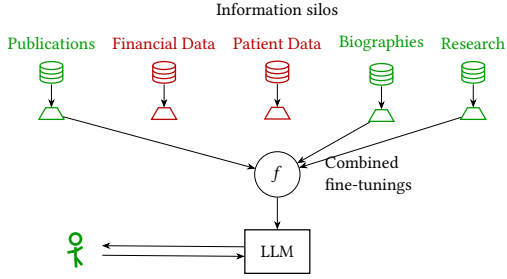 Information silos
Publications
Financial Data
Patient Data
Biographies
Research
f
Combined
fine-tunings
LLM